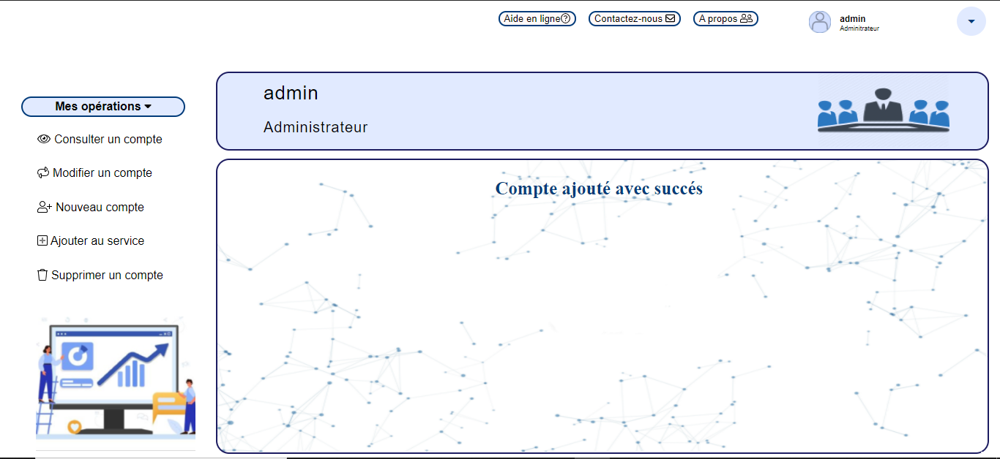 Aide en ligne
Contactez-nous
A propos
admin
Adminitrateur
Mes opérations
Consulter un compte
Modifier un compte
Nouveau compte
Ajouter au service
Supprimer un compte
admin
Administrateur
Compte ajouté avec succés